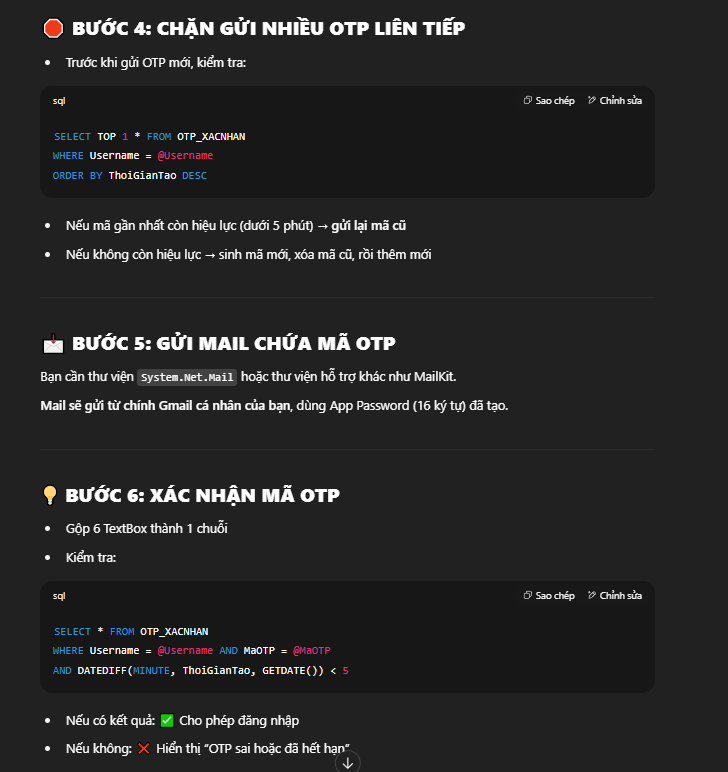 🛑 BƯỚC 4: CHẶN GỬI NHIỀU OTP LIÊN TIẾP
• Trước khi gửi OTP mới, kiểm tra:
sql Sao chép Chỉnh sửa
SELECT TOP 1 * FROM OTP_XACNHAN
WHERE Username = @Username
ORDER BY ThoiGianTao DESC
• Nếu mã gần nhất còn hiệu lực (dưới 5 phút) → gửi lại mã cũ
• Nếu không còn hiệu lực → sinh mã mới, xóa mã cũ, rồi thêm mới
📩 BƯỚC 5: GỬI MAIL CHỨA MÃ OTP
Bạn cần thư viện System.Net.Mail hoặc thư viện hỗ trợ khác như MailKit.
Mail sẽ gửi từ chính Gmail cá nhân của bạn, dùng App Password (16 ký tự) đã tạo.
💡 BƯỚC 6: XÁC NHẬN MÃ OTP
• Gộp 6 TextBox thành 1 chuỗi
• Kiểm tra:
sql Sao chép Chỉnh sửa
SELECT * FROM OTP_XACNHAN
WHERE Username = @Username AND MaOTP = @MaOTP
AND DATEDIFF(MINUTE, ThoiGianTao, GETDATE()) < 5
• Nếu có kết quả: ✅ Cho phép đăng nhập
• Nếu không: ❌ Hiển thị “OTP sai hoặc đã hết hạn”